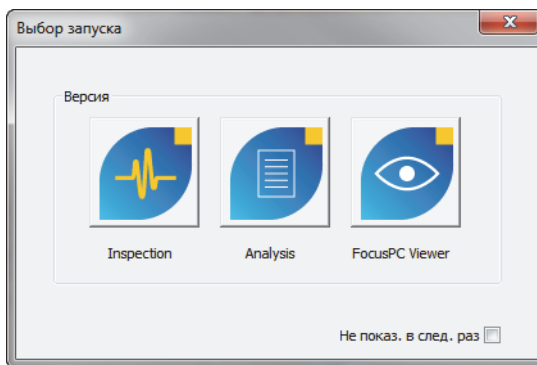 Выбор запуска
Версия
Inspection Analysis FocusPC Viewer
Не показ. в след. раз